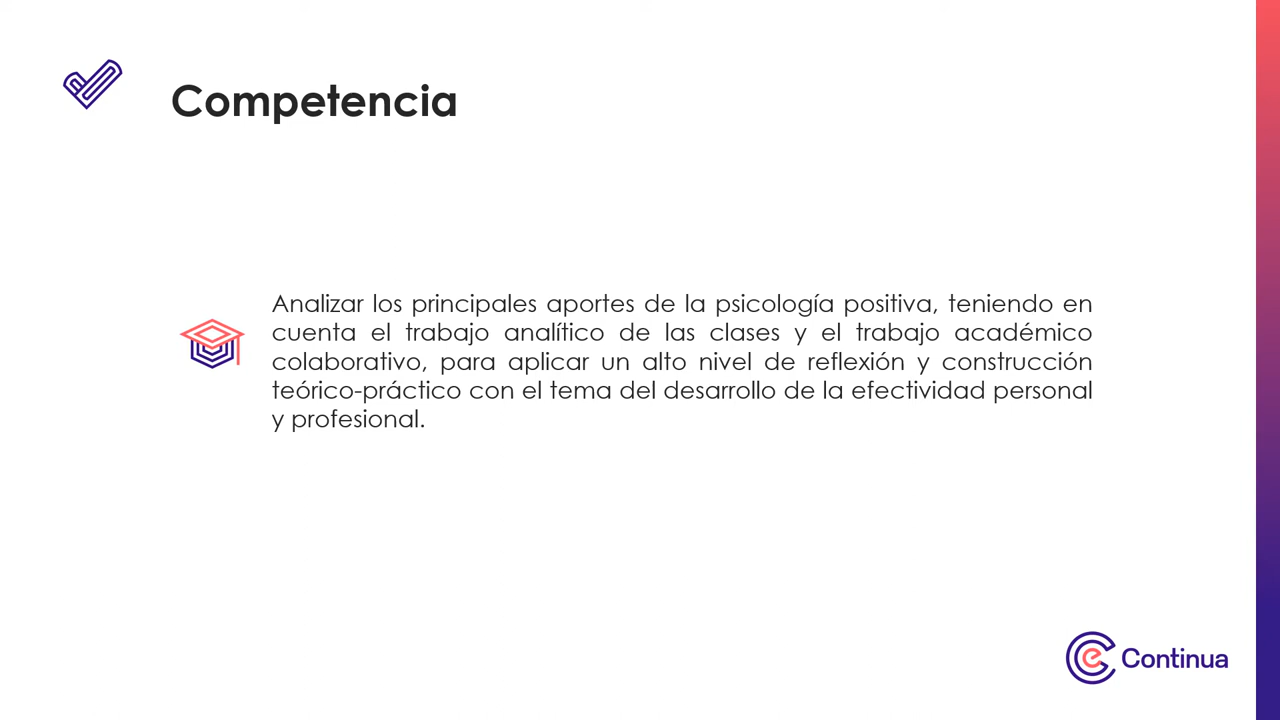 Competencia
Analizar los principales aportes de la psicología positiva, teniendo en
cuenta el trabajo analítico de las clases y el trabajo académico
colaborativo, para aplicar un alto nivel de reflexión y construcción
teórico-práctico con el tema del desarrollo de la efectividad personal
y profesional.
Continua